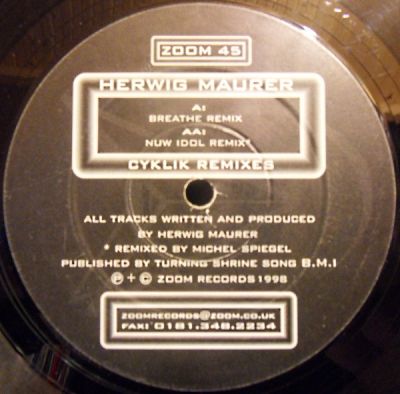 ZOOM 45
HERWIG MAURER
A:
BREATHE REMIX
AA:
NUW IDOL REMIX*
CYKLIK REMIXES
ALL TRACKS WRITTEN AND PRODUCED
BY HERWIG MAURER
* REMIXED BY MICHEL SPIEGEL
PUBLISHED BY TURNING SHRINE SONG B.M.I
℗ + © ZOOM RECORDS 1998
ZOOMRECORDS@ZOOM.CO.UK
FAX: 0181.348.2234